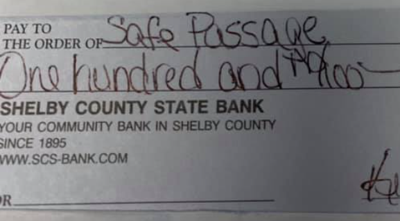 PAY TO
THE ORDER OF Safe Passage
One hundred and no/100
SHELBY COUNTY STATE BANK
YOUR COMMUNITY BANK IN SHELBY COUNTY
SINCE 1895
WWW.SCS-BANK.COM
OR